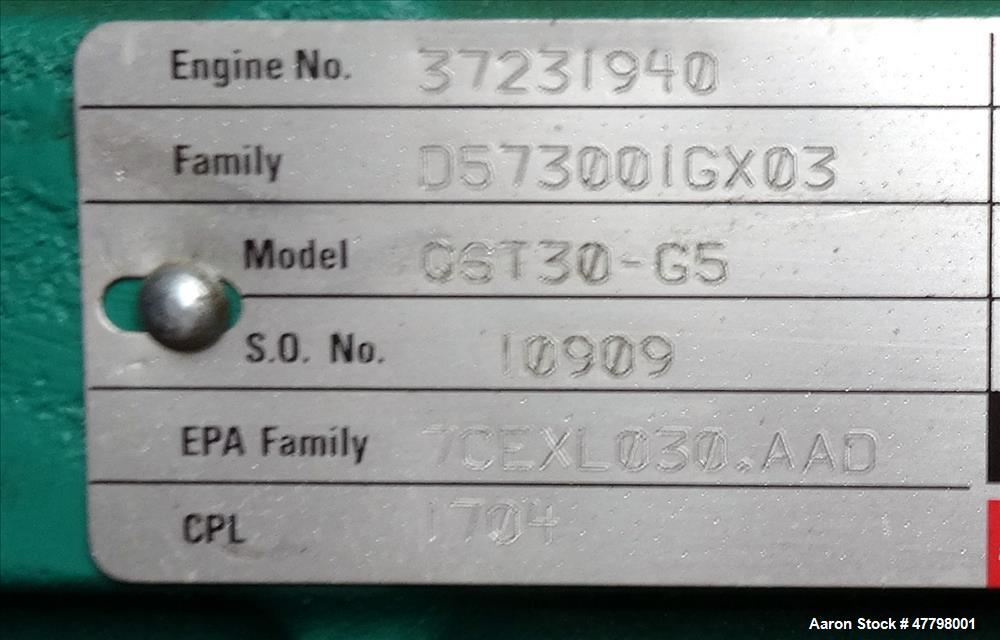 Engine No. 37231940
Family D573001GX03
Model QST30-G5
S.O. No. 10909
EPA Family 7CEXL030.AAD
CPL 1704
Aaron Stock # 47798001